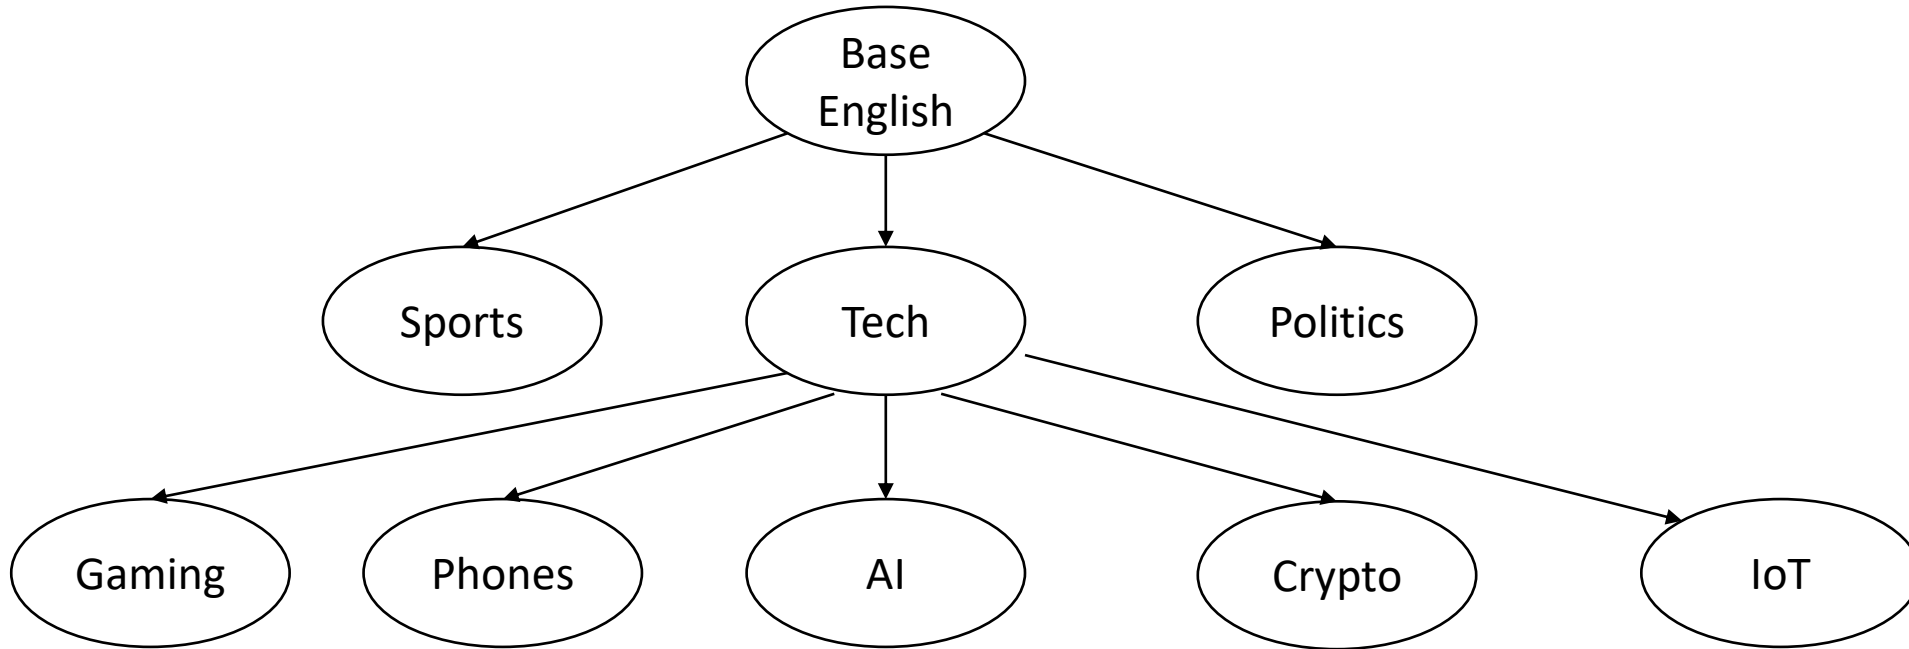 Base
English
Sports
Tech
Politics
Gaming
Phones
AI
Crypto
IoT